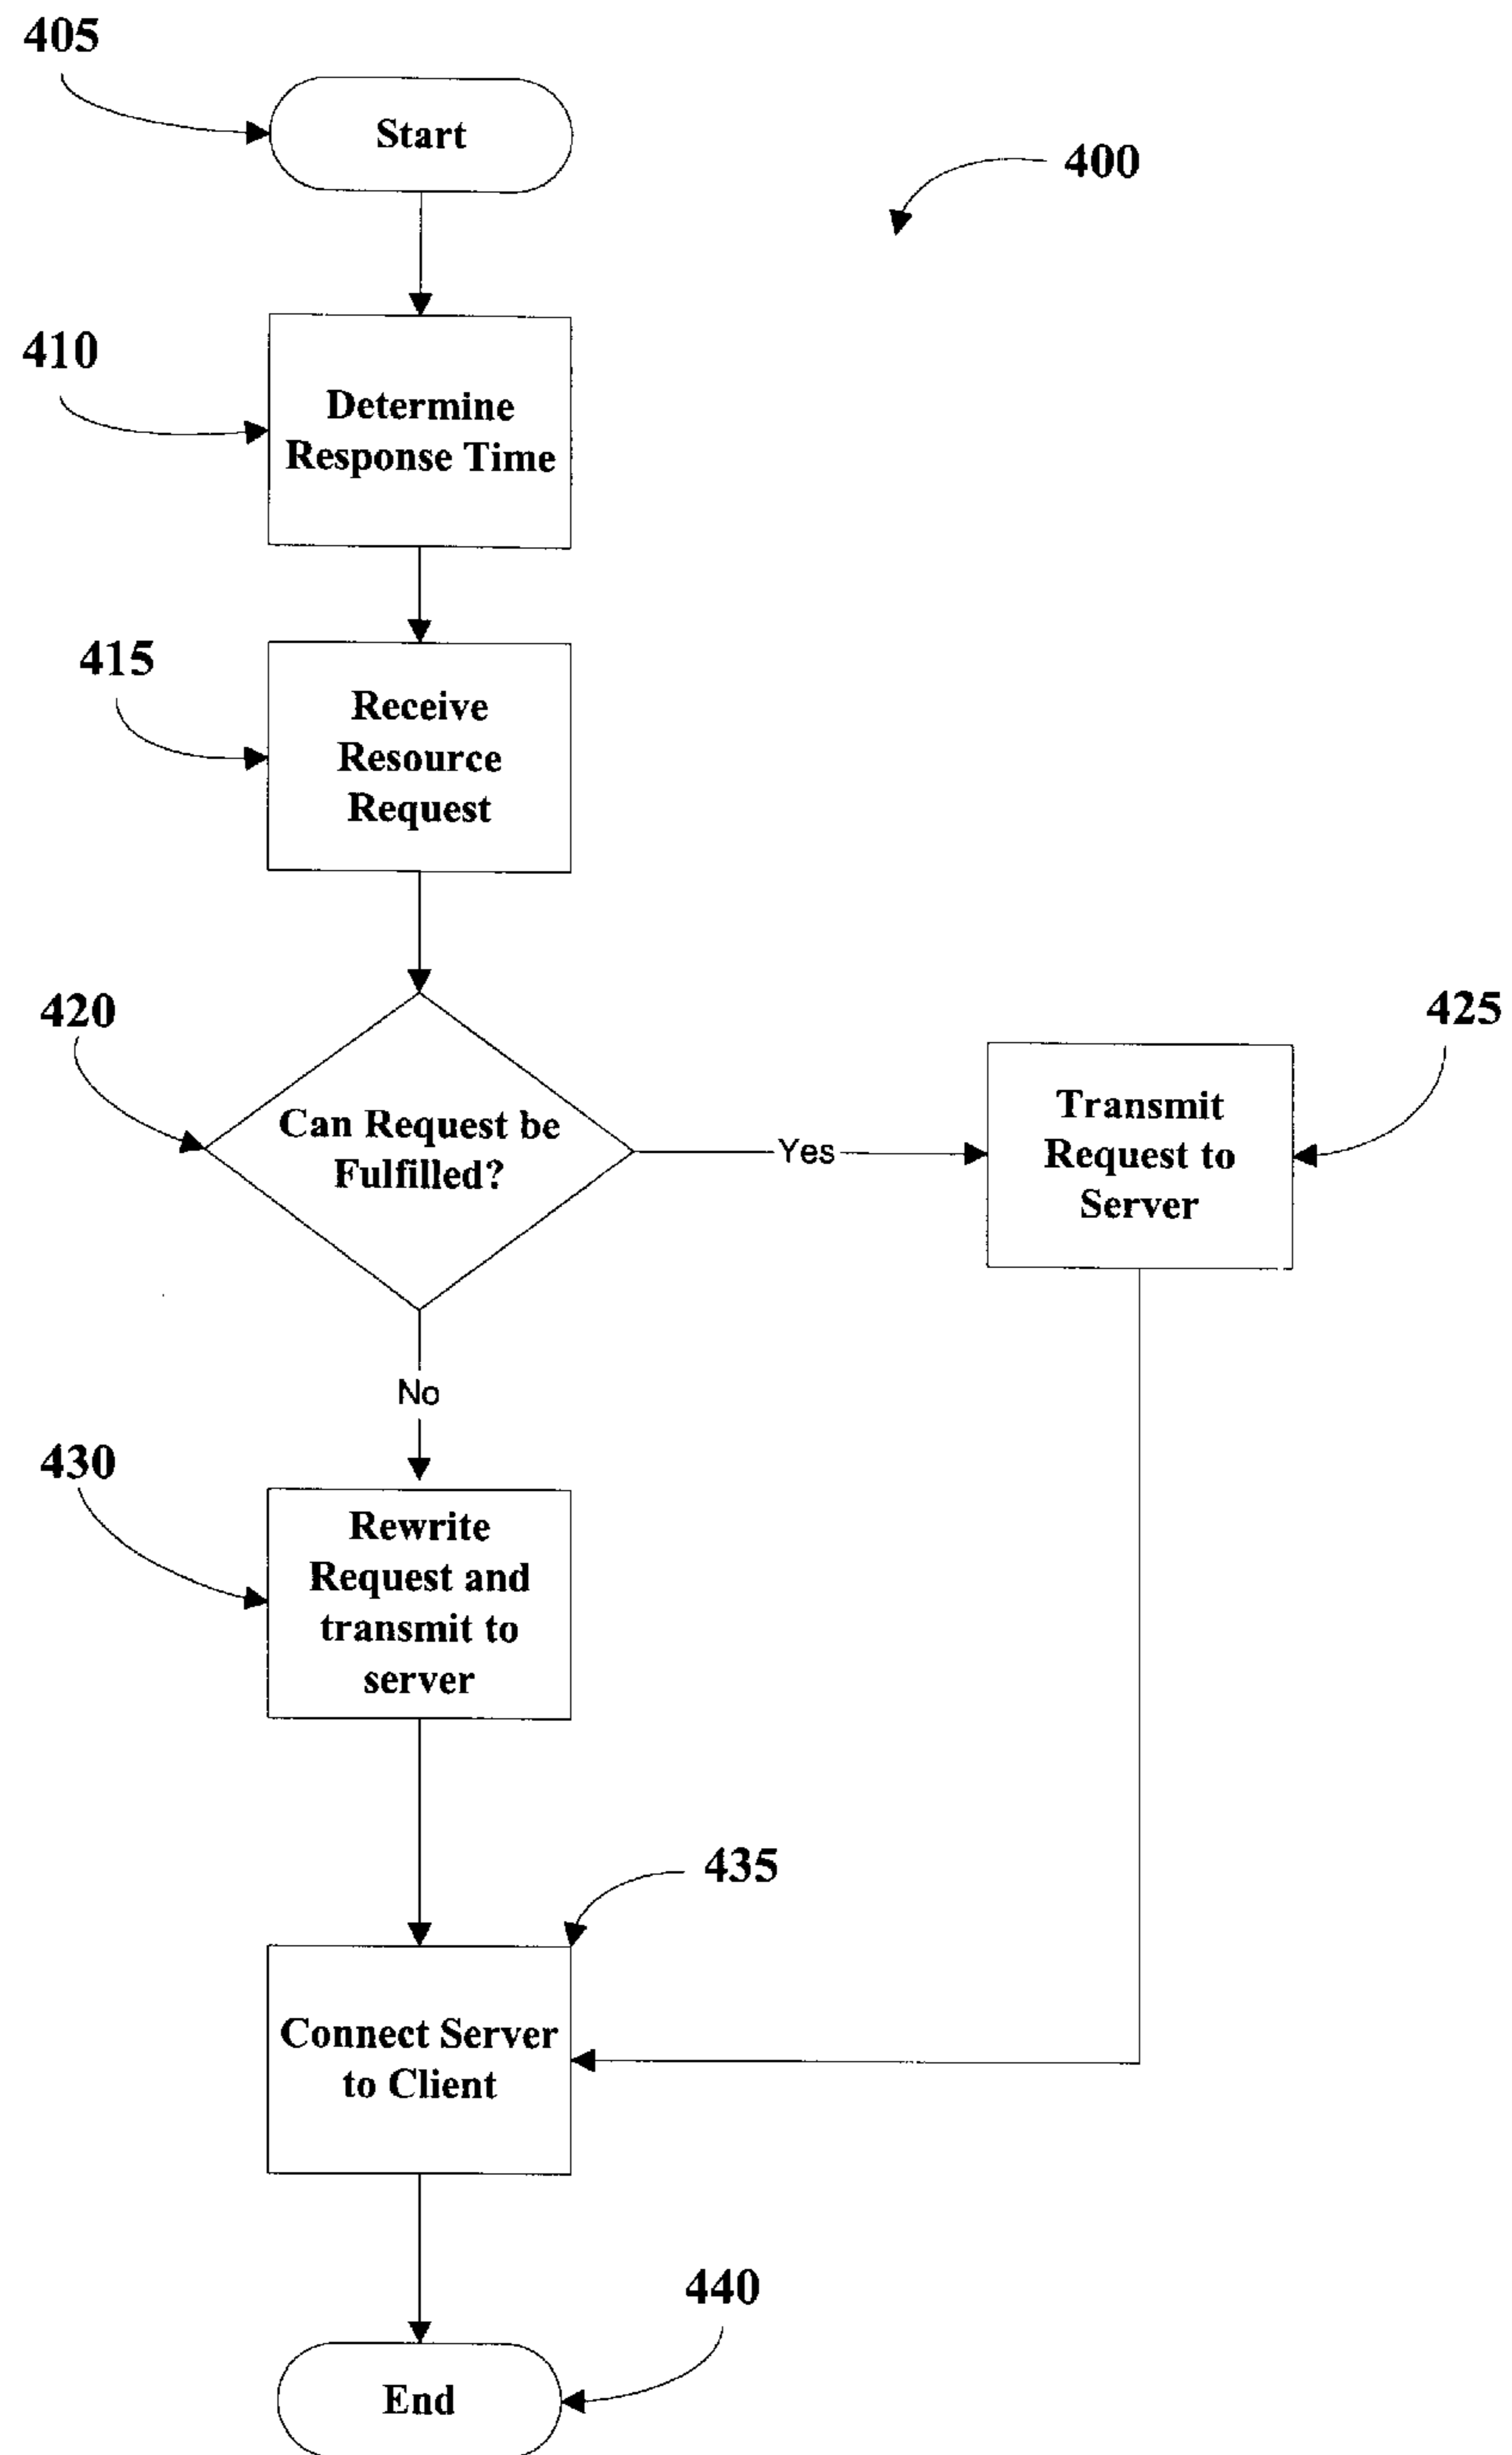 405
Start
400
410
Determine
Response Time
415
Receive
Resource
Request
420
Can Request be
Fulfilled?
Yes
425
Transmit
Request to
Server
No
430
Rewrite
Request and
transmit to
server
435
Connect Server
to Client
440
End